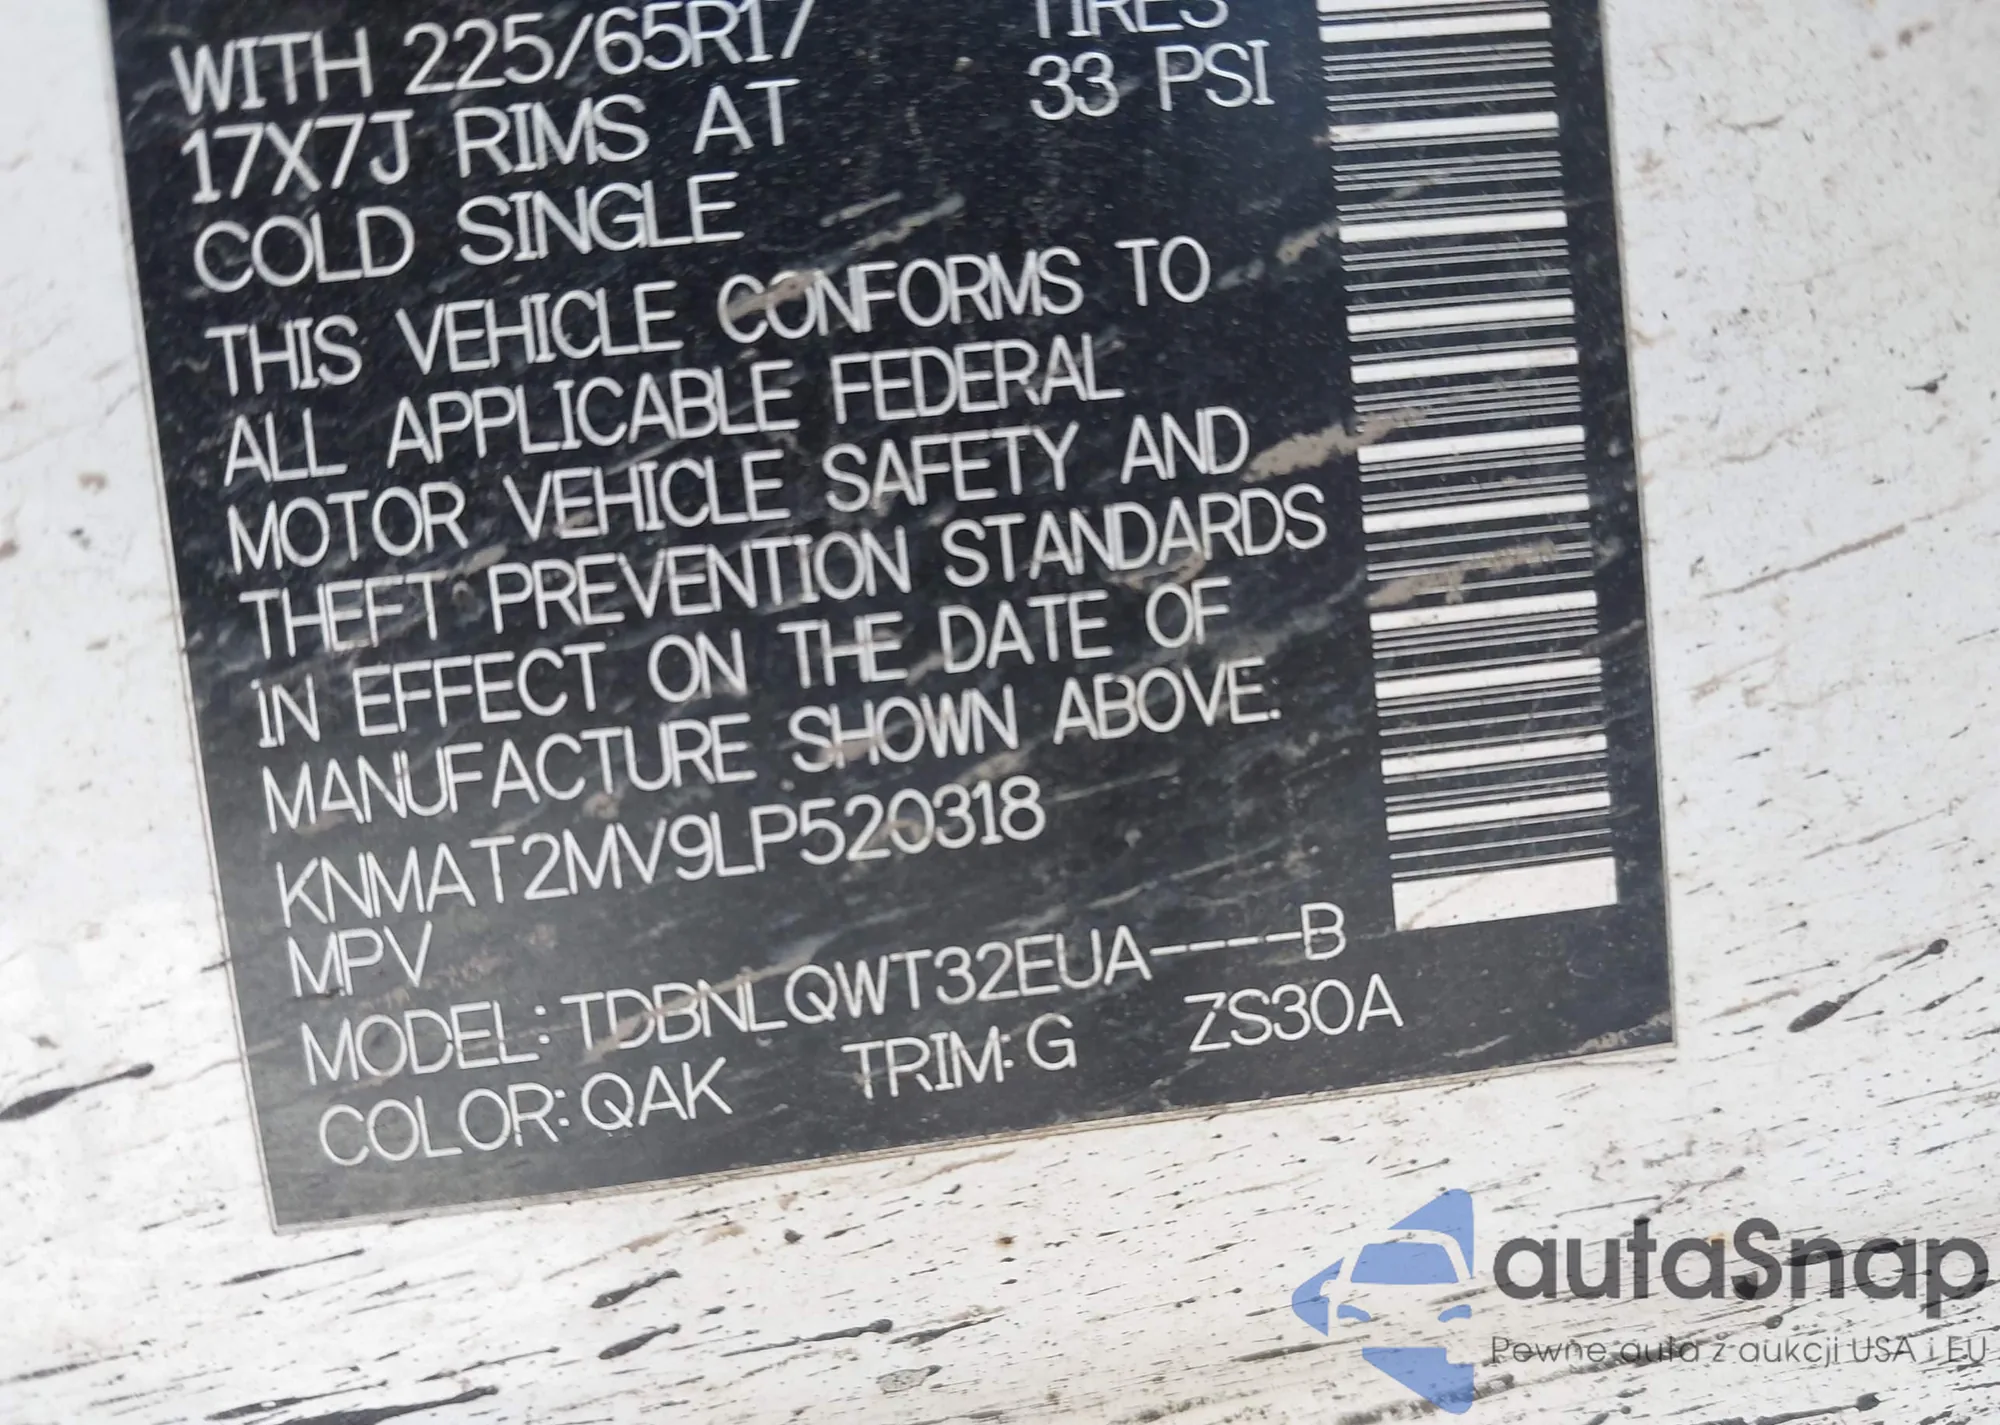 WITH 225/65R17 TIRES
17X7J RIMS AT 33 PSI
COLD SINGLE
THIS VEHICLE CONFORMS TO
ALL APPLICABLE FEDERAL
MOTOR VEHICLE SAFETY AND
THEFT PREVENTION STANDARDS
IN EFFECT ON THE DATE OF
MANUFACTURE SHOWN ABOVE.
KNMAT2MV9LP520318
MPV
MODEL: TDBNLQWT32EUA----B
COLOR: QAK TRIM: G ZS30A
autaSnap
Pewne auta z aukcji USA i EU